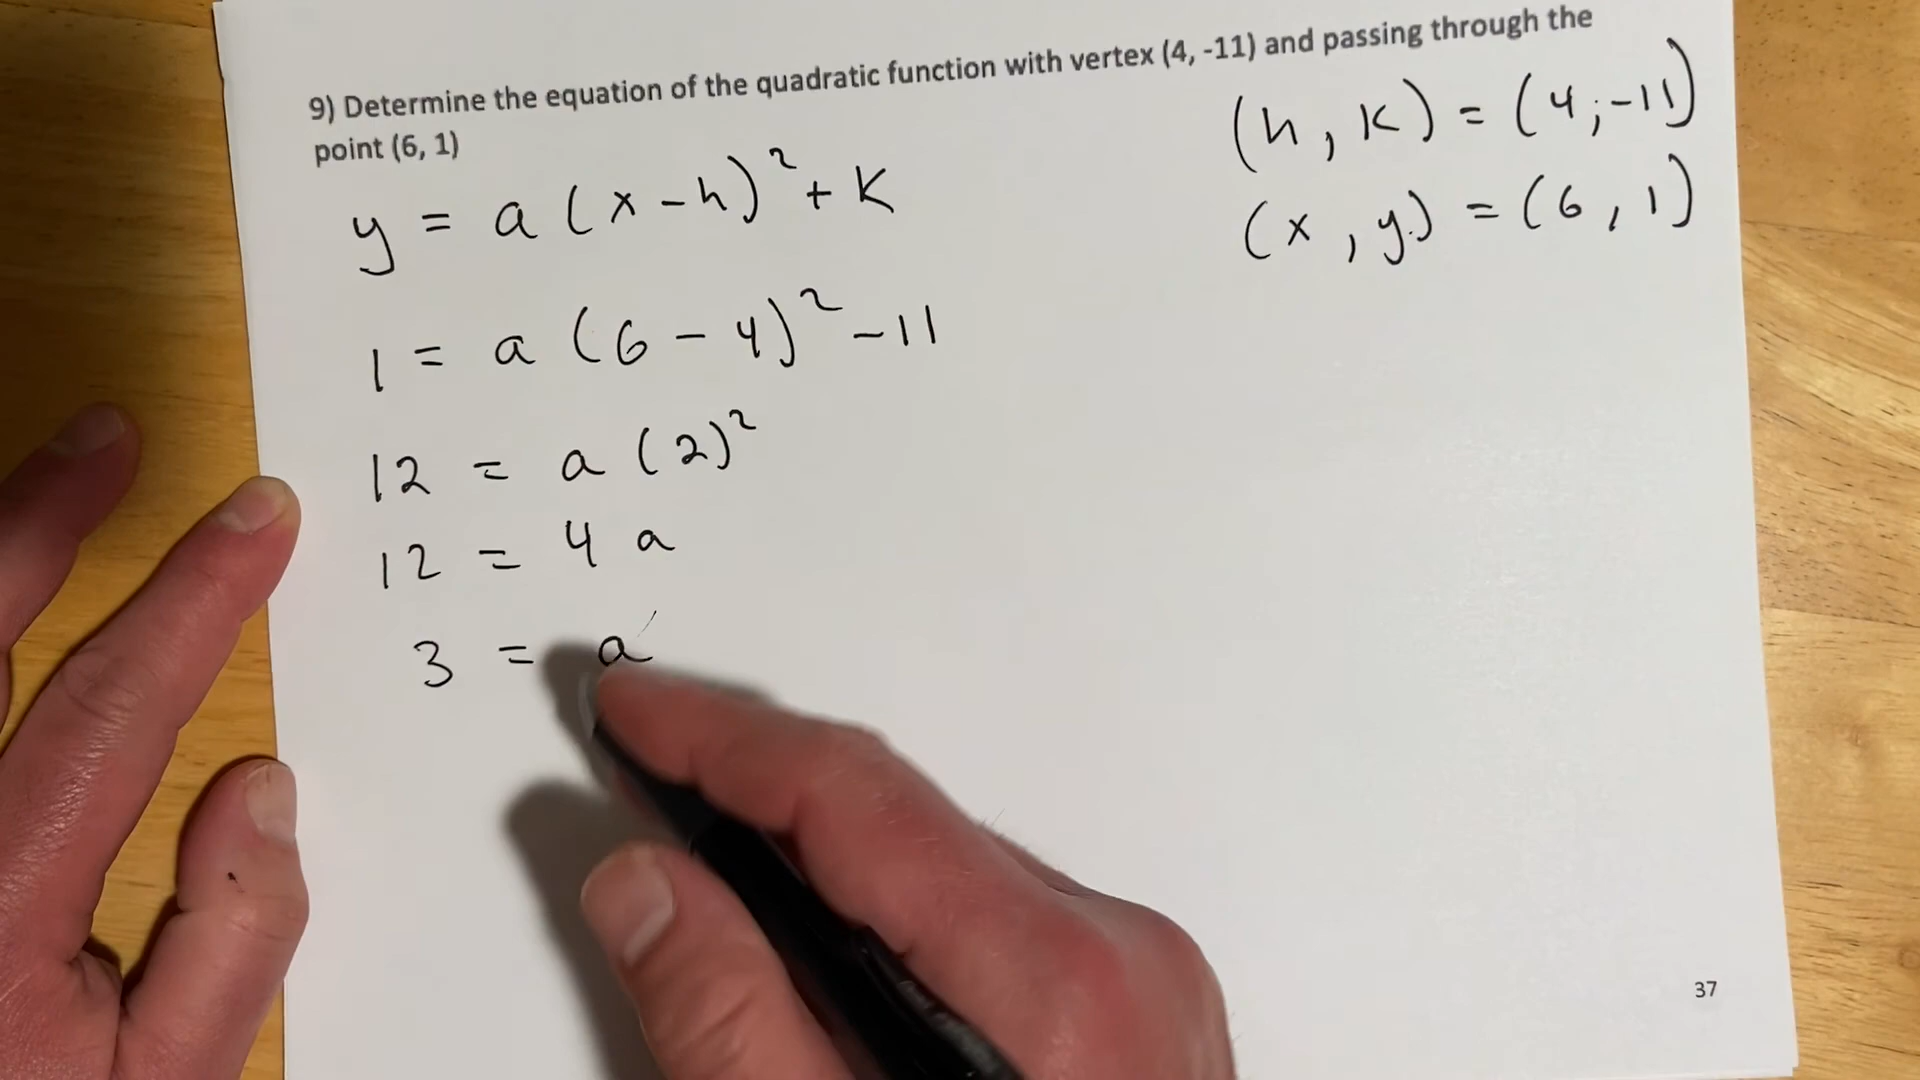 9) Determine the equation of the quadratic function with vertex (4, -11) and passing through the
point (6, 1)
(h, k) = (4, -11)
(x, y) = (6, 1)
y = a(x-h)² + k
1 = a(6-4)² -11
12 = a(2)²
12 = 4a
3 = a
37